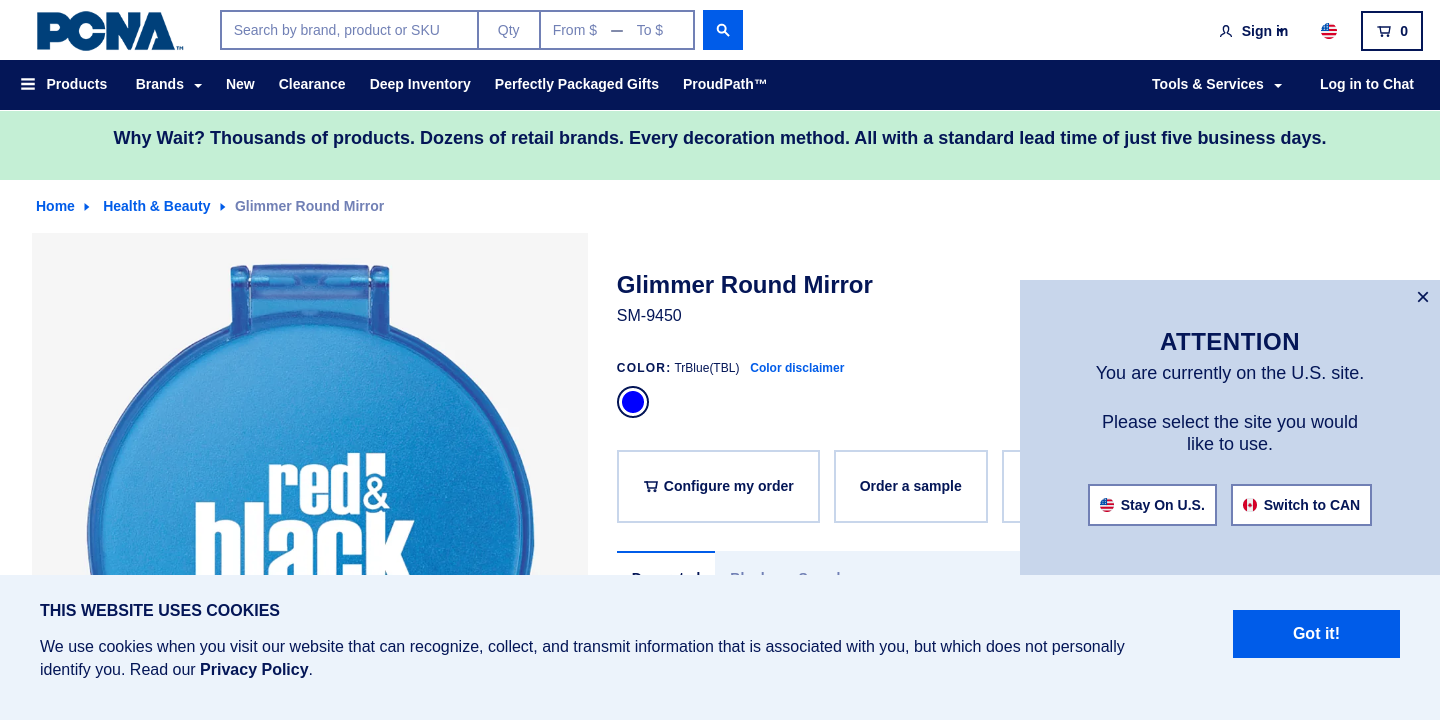 PCNA™
Search by brand, product or SKU
Qty
From $ — To $
Sign in
0
Products
Brands
New
Clearance
Deep Inventory
Perfectly Packaged Gifts
ProudPath™
Tools & Services
Log in to Chat
Why Wait? Thousands of products. Dozens of retail brands. Every decoration method. All with a standard lead time of just five business days.
Home
Health & Beauty
Glimmer Round Mirror
red&
black
Glimmer Round Mirror
SM-9450
COLOR: TrBlue(TBL) Color disclaimer
Configure my order
Order a sample
×
ATTENTION
You are currently on the U.S. site.
Please select the site you would
like to use.
Stay On U.S.
Switch to CAN
THIS WEBSITE USES COOKIES
We use cookies when you visit our website that can recognize, collect, and transmit information that is associated with you, but which does not personally
identify you. Read our Privacy Policy.
Got it!